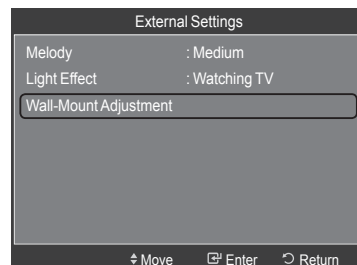 External Settings
Melody : Medium
Light Effect : Watching TV
Wall-Mount Adjustment
Move Enter Return